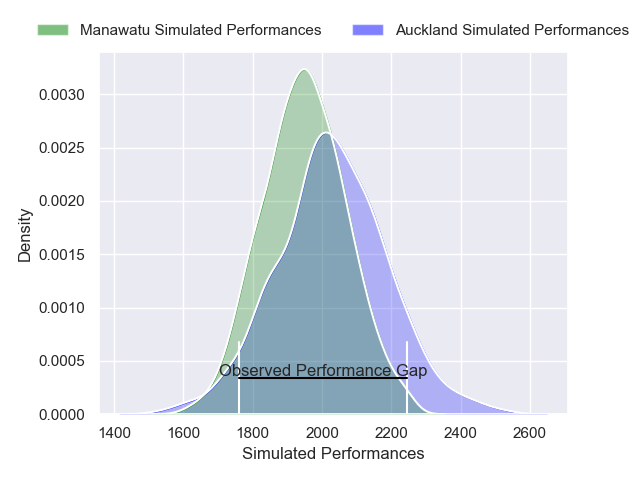 Manawatu Simulated Performances
Auckland Simulated Performances
0.0030
0.0025
0.0020
0.0015
0.0010
0.0005
0.0000
Density
Observed Performance Gap
1400 1600 1800 2000 2200 2400 2600
Simulated Performances